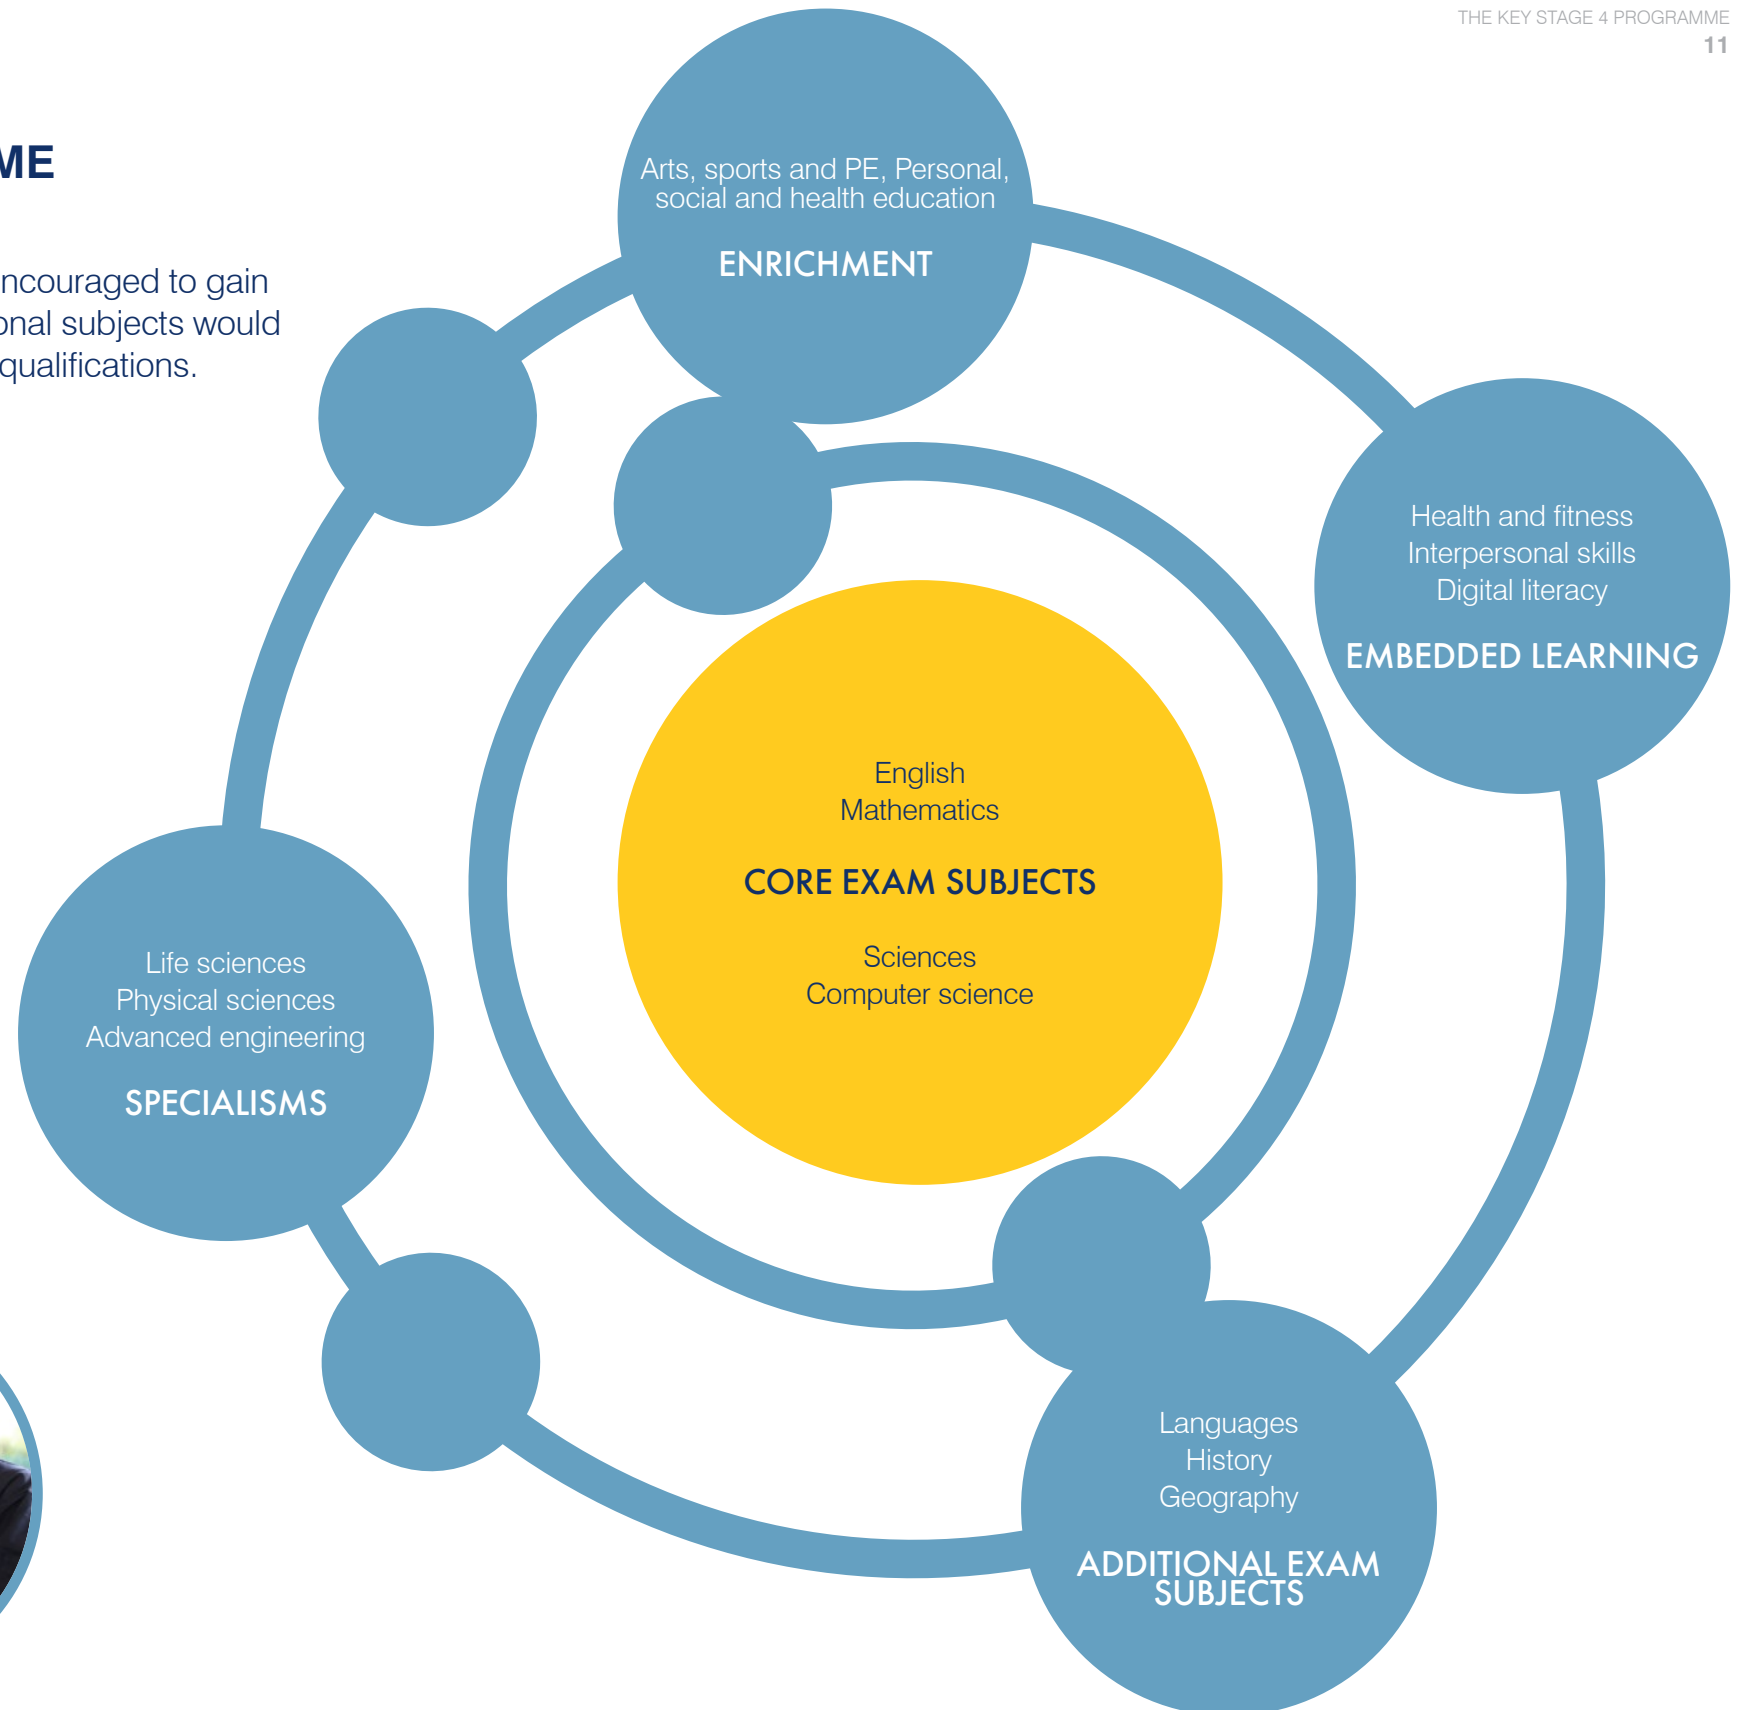 THE KEY STAGE 4 PROGRAMME
11
ME
ncouraged to gain
onal subjects would
qualifications.
Arts, sports and PE, Personal,
social and health education
ENRICHMENT
Health and fitness
Interpersonal skills
Digital literacy
EMBEDDED LEARNING
English
Mathematics
CORE EXAM SUBJECTS
Sciences
Computer science
Life sciences
Physical sciences
Advanced engineering
SPECIALISMS
Languages
History
Geography
ADDITIONAL EXAM
SUBJECTS